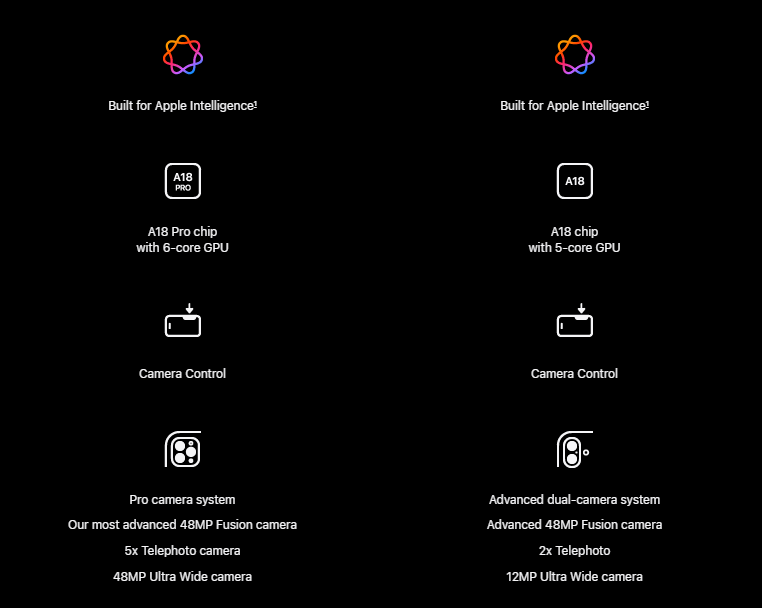 Built for Apple Intelligence¹
A18
PRO
A18 Pro chip
with 6-core GPU
Camera Control
Pro camera system
Our most advanced 48MP Fusion camera
5x Telephoto camera
48MP Ultra Wide camera
Built for Apple Intelligence¹
A18
A18 chip
with 5-core GPU
Camera Control
Advanced dual-camera system
Advanced 48MP Fusion camera
2x Telephoto
12MP Ultra Wide camera